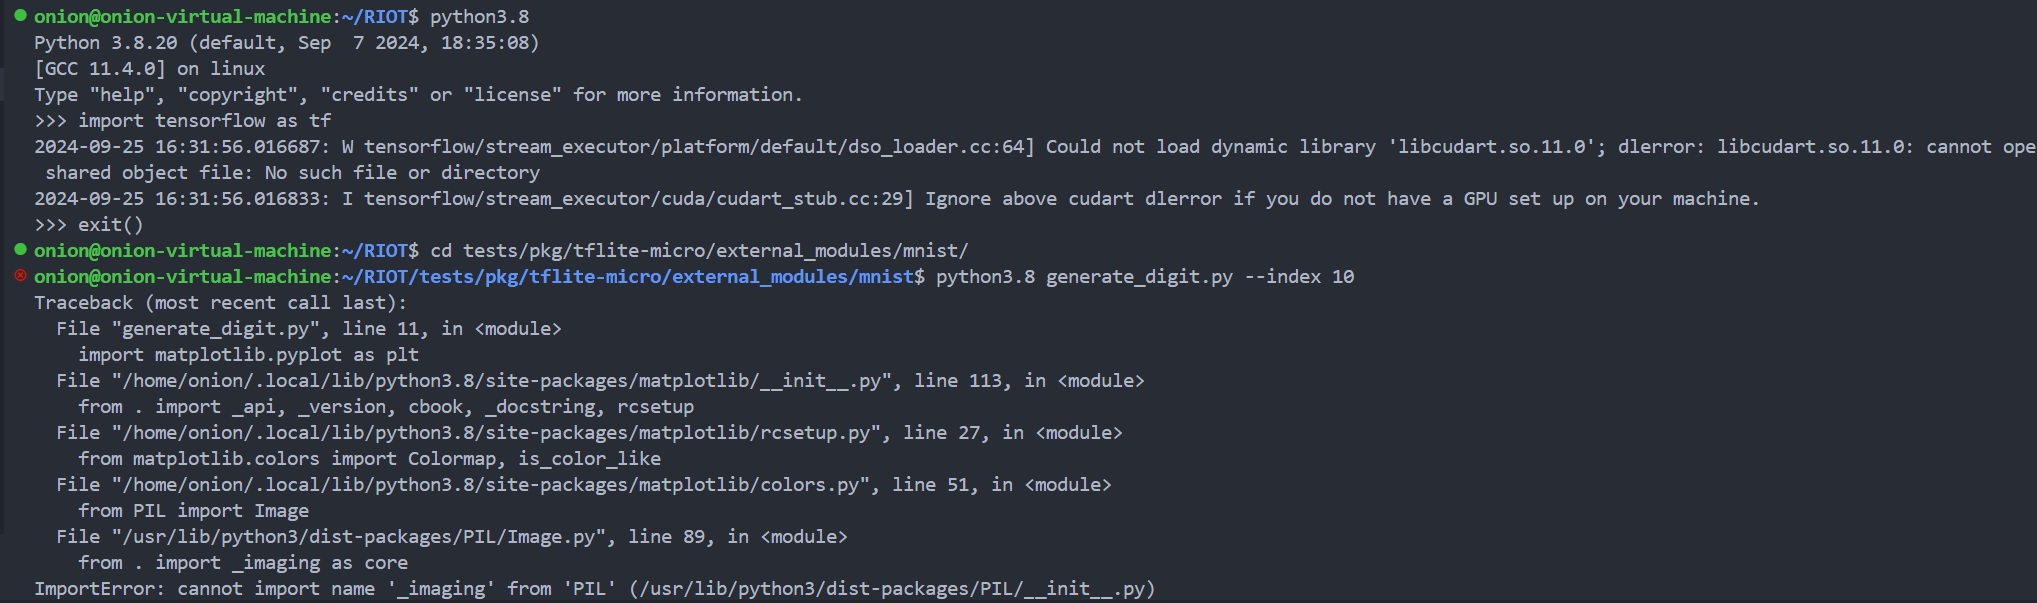 onion@onion-virtual-machine:~/RIOT$ python3.8
Python 3.8.20 (default, Sep  7 2024, 18:35:08)
[GCC 11.4.0] on linux
Type "help", "copyright", "credits" or "license" for more information.
>>> import tensorflow as tf
2024-09-25 16:31:56.016687: W tensorflow/stream_executor/platform/default/dso_loader.cc:64] Could not load dynamic library 'libcudart.so.11.0'; dlerror: libcudart.so.11.0: cannot ope
 shared object file: No such file or directory
2024-09-25 16:31:56.016833: I tensorflow/stream_executor/cuda/cudart_stub.cc:29] Ignore above cudart dlerror if you do not have a GPU set up on your machine.
>>> exit()
onion@onion-virtual-machine:~/RIOT$ cd tests/pkg/tflite-micro/external_modules/mnist/
onion@onion-virtual-machine:~/RIOT/tests/pkg/tflite-micro/external_modules/mnist$ python3.8 generate_digit.py --index 10
Traceback (most recent call last):
  File "generate_digit.py", line 11, in <module>
    import matplotlib.pyplot as plt
  File "/home/onion/.local/lib/python3.8/site-packages/matplotlib/__init__.py", line 113, in <module>
    from . import _api, _version, cbook, _docstring, rcsetup
  File "/home/onion/.local/lib/python3.8/site-packages/matplotlib/rcsetup.py", line 27, in <module>
    from matplotlib.colors import Colormap, is_color_like
  File "/home/onion/.local/lib/python3.8/site-packages/matplotlib/colors.py", line 51, in <module>
    from PIL import Image
  File "/usr/lib/python3/dist-packages/PIL/Image.py", line 89, in <module>
    from . import _imaging as core
ImportError: cannot import name '_imaging' from 'PIL' (/usr/lib/python3/dist-packages/PIL/__init__.py)